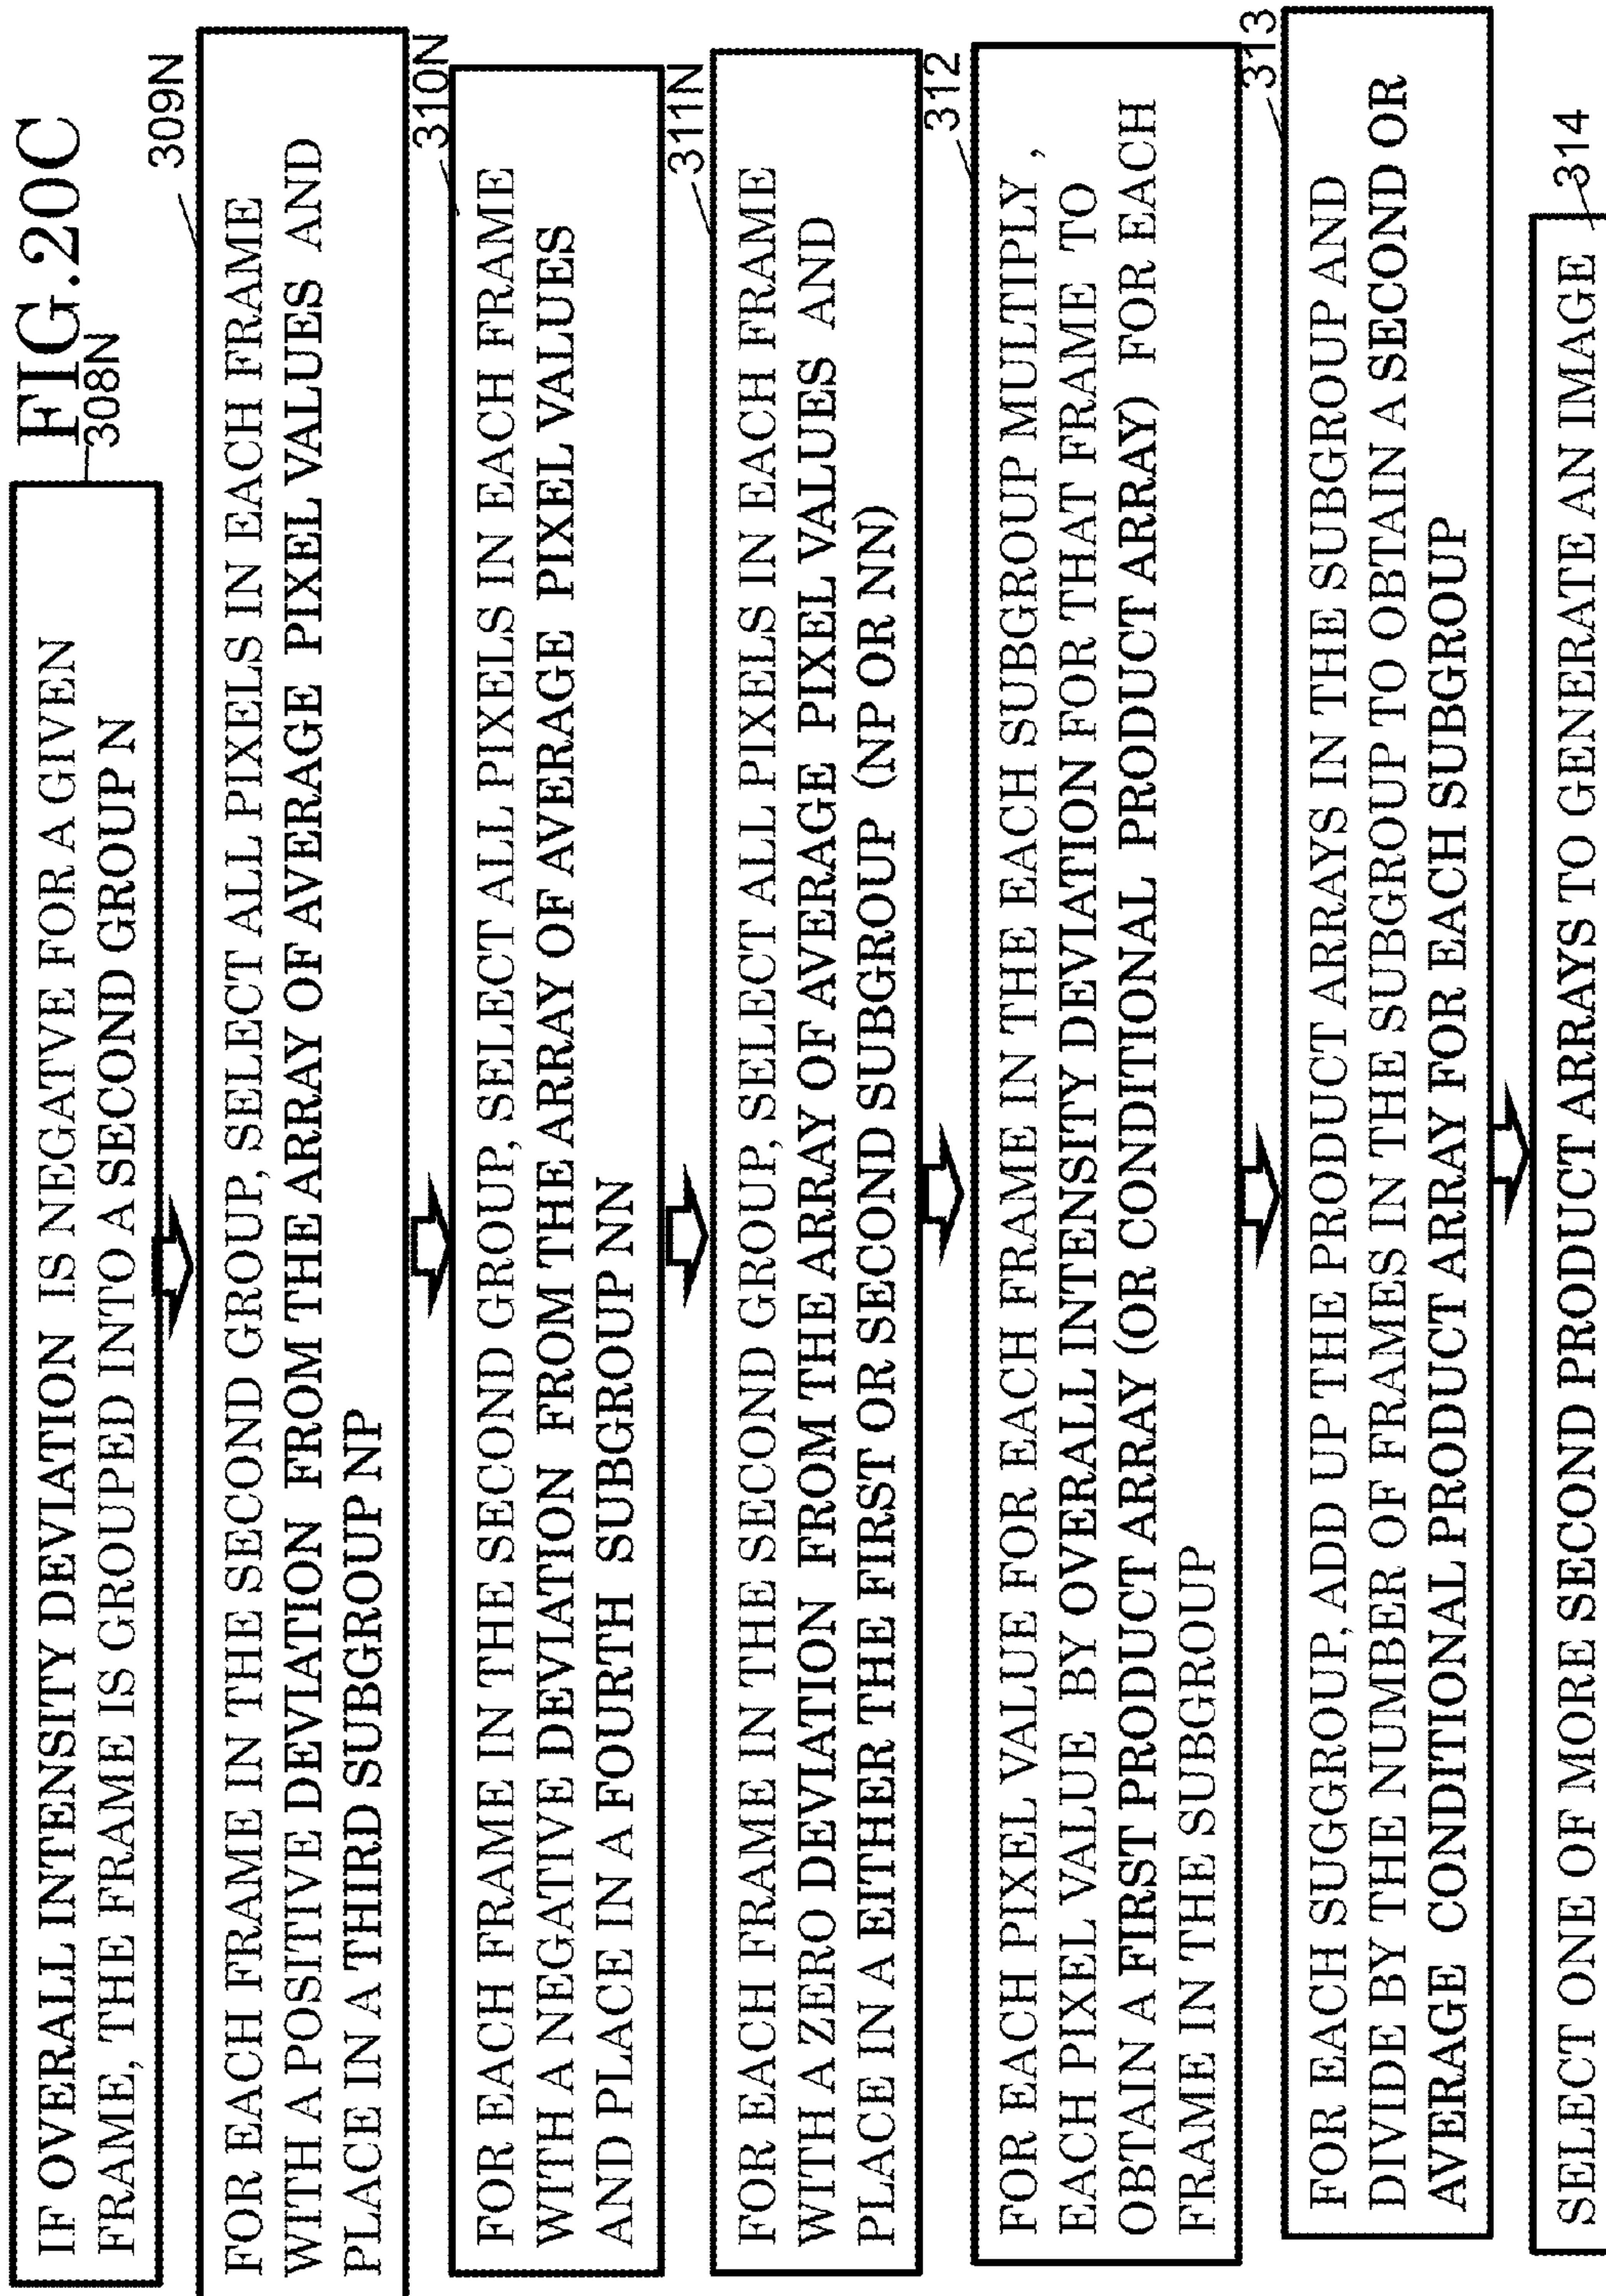 FIG.20C
308N
IF OVERALL INTENSITY DEVIATION IS NEGATVE FOR A GIVEN
FRAME, THE FRAME IS GROUPED INTO A SECOND GROUP N
309N
FOR EACH FRAME IN THE SECOND GROUP, SELECT ALL PIXELS IN EACH FRAME
WITH A POSITIVE DEVIATION FROM THE ARRAY OF AVERAGE PIXEL VALUES AND
PLACE IN A THIRD SUBGROUP NP
310N
FOR EACH FRAME IN THE SECOND GROUP, SELECT ALL PIXELS IN EACH FRAME
WITH A NEGATIVE DEVIATION FROM THE ARRAY OF AVERAGE PIXEL VALUES
AND PLACE IN A FOURTH SUBGROUP NN
311N
FOR EACH FRAME IN THE SECOND GROUP, SELECT ALL PIXELS IN EACH FRAME
WITH A ZERO DEVIATION FROM THE ARRAY OF AVERAGE PIXEL VALUES AND
PLACE IN A EITHER THE FIRST OR SECOND SUBGROUP (NP OR NN)
312
FOR EACH PIXEL VALUE FOR EACH FRAME IN THE EACH SUBGROUP MULTIPLY ,
EACH PIXEL VALUE BY OVERALL INTENSITY DEVIATION FOR THAT FRAME TO
OBTAIN A FIRST PRODUCT ARRAY (OR CONDITIONAL PRODUCT ARRAY) FOR EACH
FRAME IN THE SUBGROUP
313
FOR EACH SUGGROUP, ADD UP THE PRODUCT ARRAYS IN THE SUBGROUP AND
DIVIDE BY THE NUMBER OF FRAMES IN THE SUBGROUP TO OBTAIN A SECOND OR
AVERAGE CONDITIONAL PRODUCT ARRAY FOR EACH SUBGROUP
314
SELECT ONE OF MORE SECOND PRODUCT ARRAYS TO GENERATE AN IMAGE